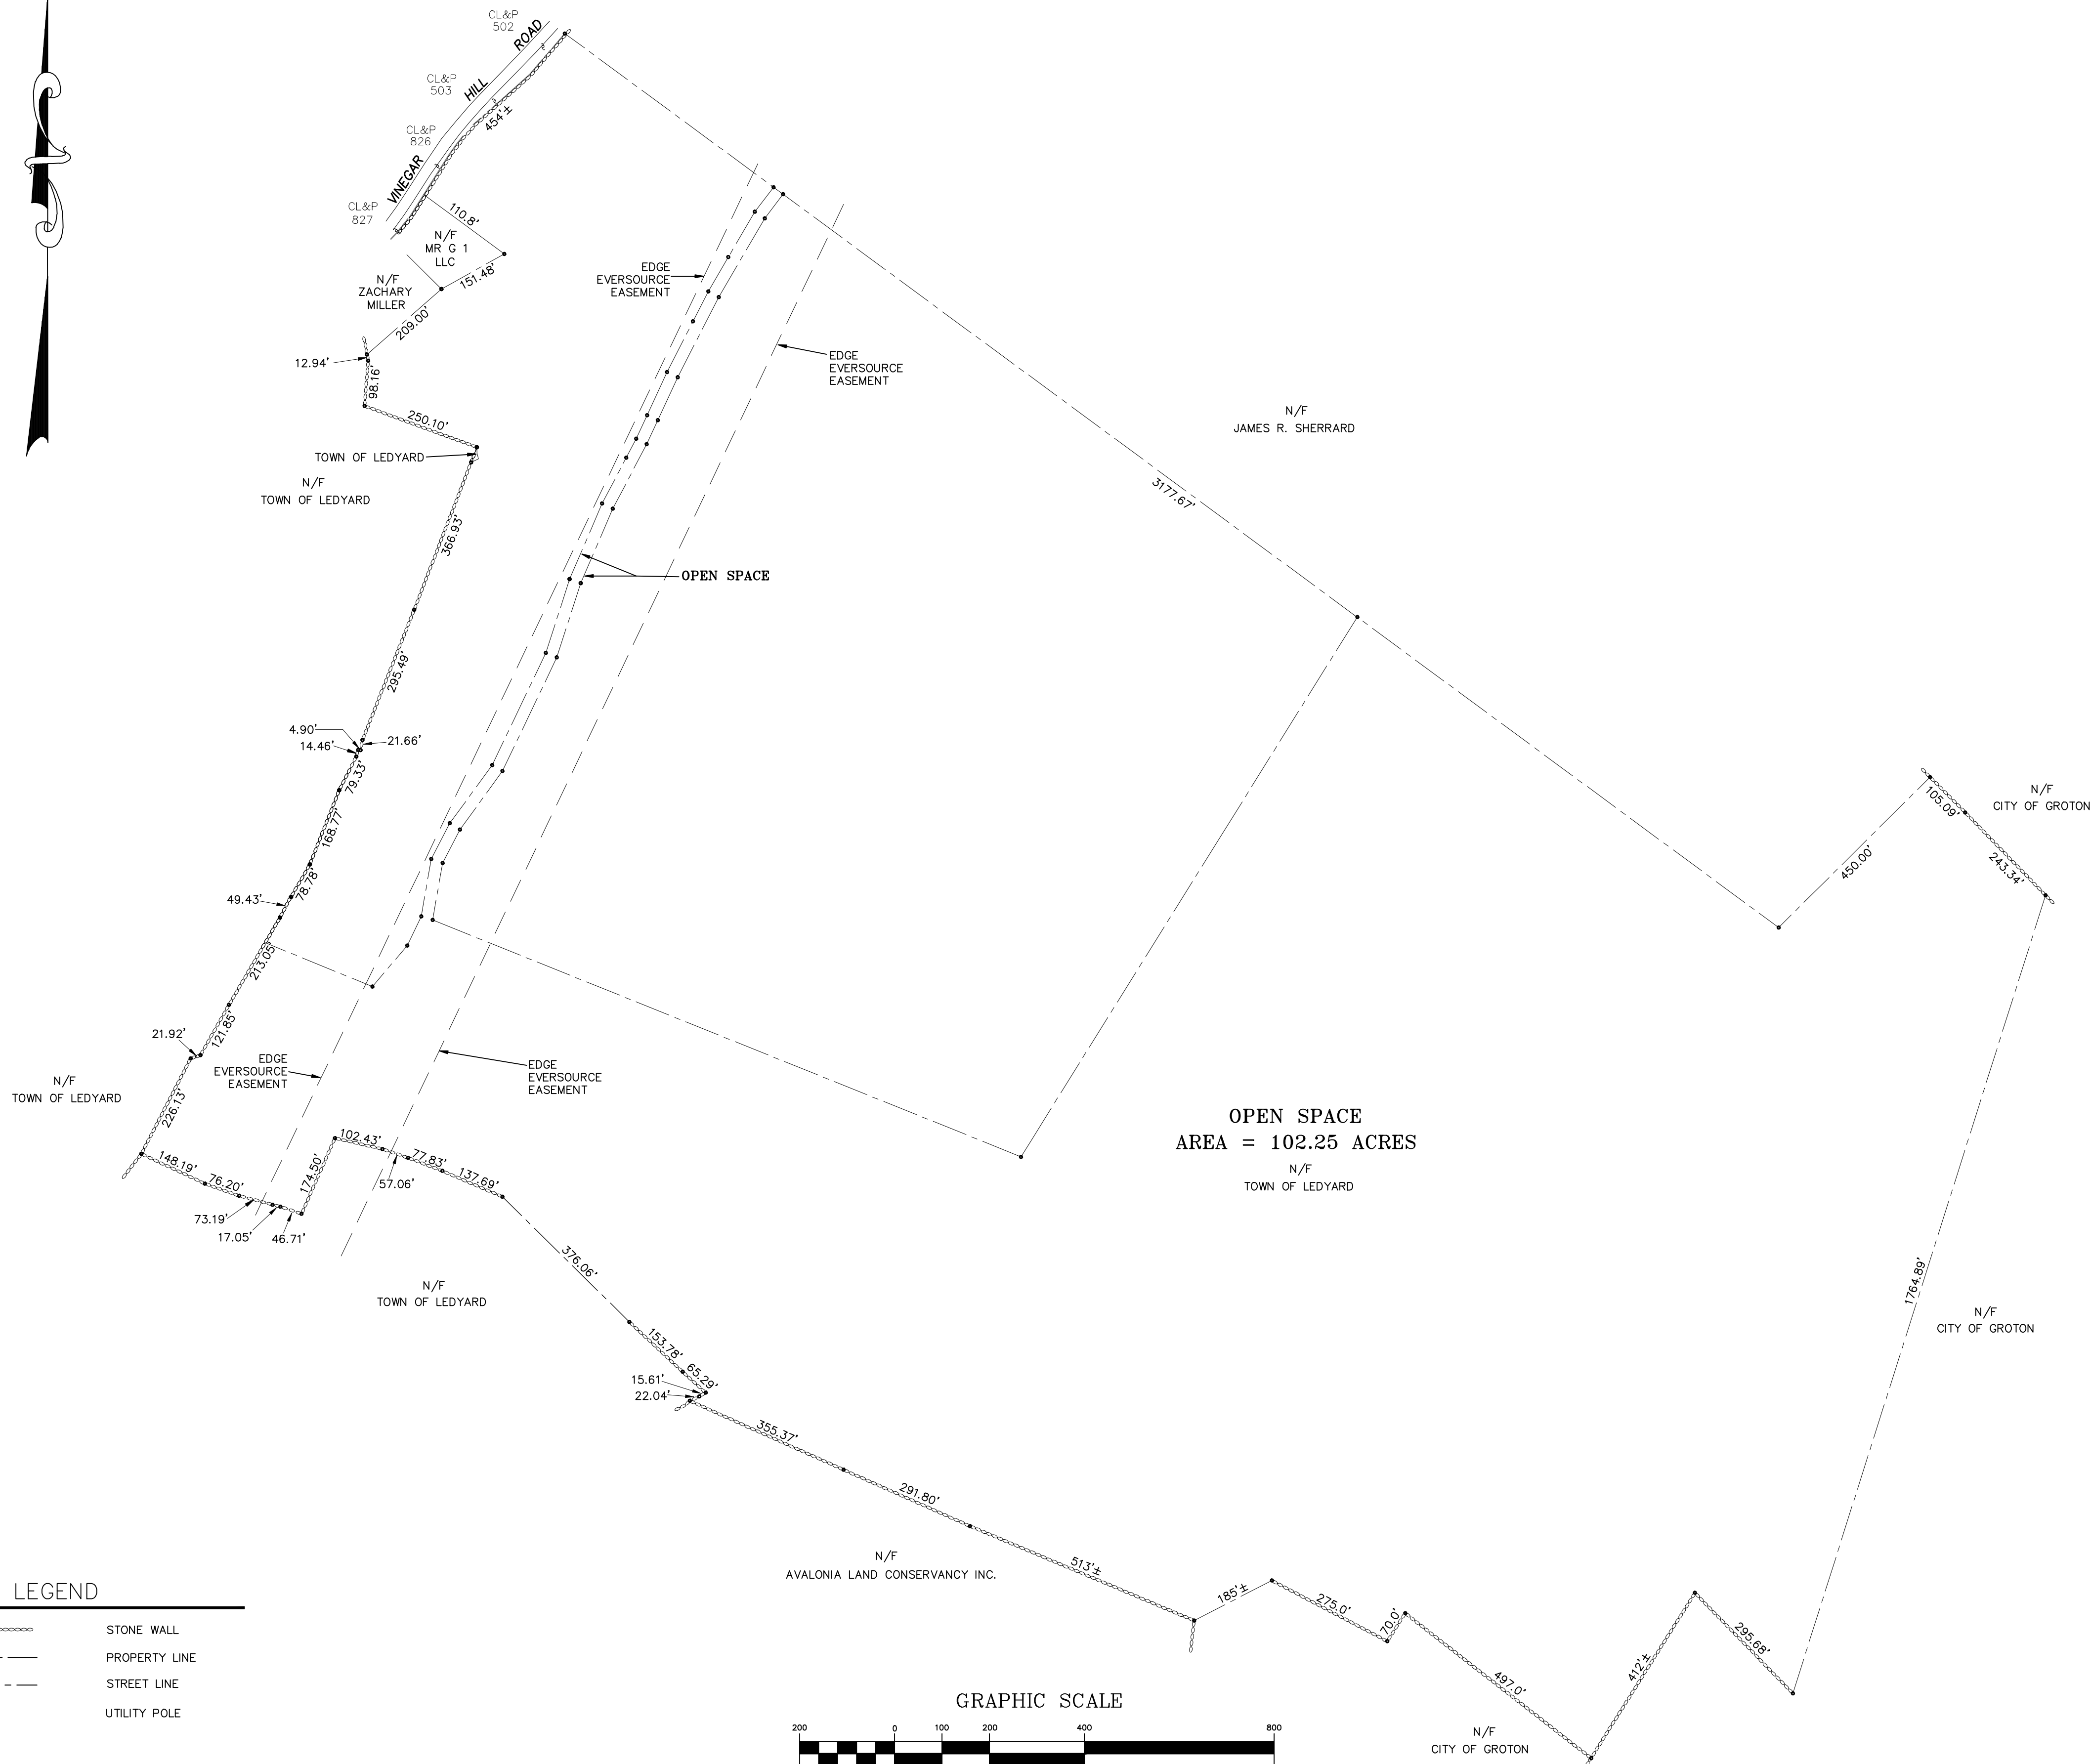 CL&P
502
CL&P
503
CL&P
826
CL&P
827
VINEGAR HILL ROAD
454'±
110.8'
N/F
MR G 1
LLC
151.48'
N/F
ZACHARY
MILLER
209.00'
12.94'
98.16'
250.10'
TOWN OF LEDYARD
N/F
TOWN OF LEDYARD
EDGE
EVERSOURCE
EASEMENT
EDGE
EVERSOURCE
EASEMENT
N/F
JAMES R. SHERRARD
3177.67'
366.93'
OPEN SPACE
295.49'
4.90'
14.46'
21.66'
79.33'
168.77'
78.78'
49.43'
213.05'
121.85'
21.92'
226.13'
N/F
TOWN OF LEDYARD
EDGE
EVERSOURCE
EASEMENT
EDGE
EVERSOURCE
EASEMENT
105.09'
243.34'
450.00'
N/F
CITY OF GROTON
OPEN SPACE
AREA = 102.25 ACRES
N/F
TOWN OF LEDYARD
148.19'
76.20'
73.19'
17.05'
46.71'
174.50'
102.43'
57.06'
77.83'
137.69'
376.06'
N/F
TOWN OF LEDYARD
1764.89'
N/F
CITY OF GROTON
153.78'
65.29'
15.61'
22.04'
355.37'
291.80'
513'±
N/F
AVALONIA LAND CONSERVANCY INC.
185'±
275.0'
70.0'
497.0'
412'±
295.68'
N/F
CITY OF GROTON
LEGEND
STONE WALL
PROPERTY LINE
STREET LINE
UTILITY POLE
GRAPHIC SCALE
200 0 100 200 400 800